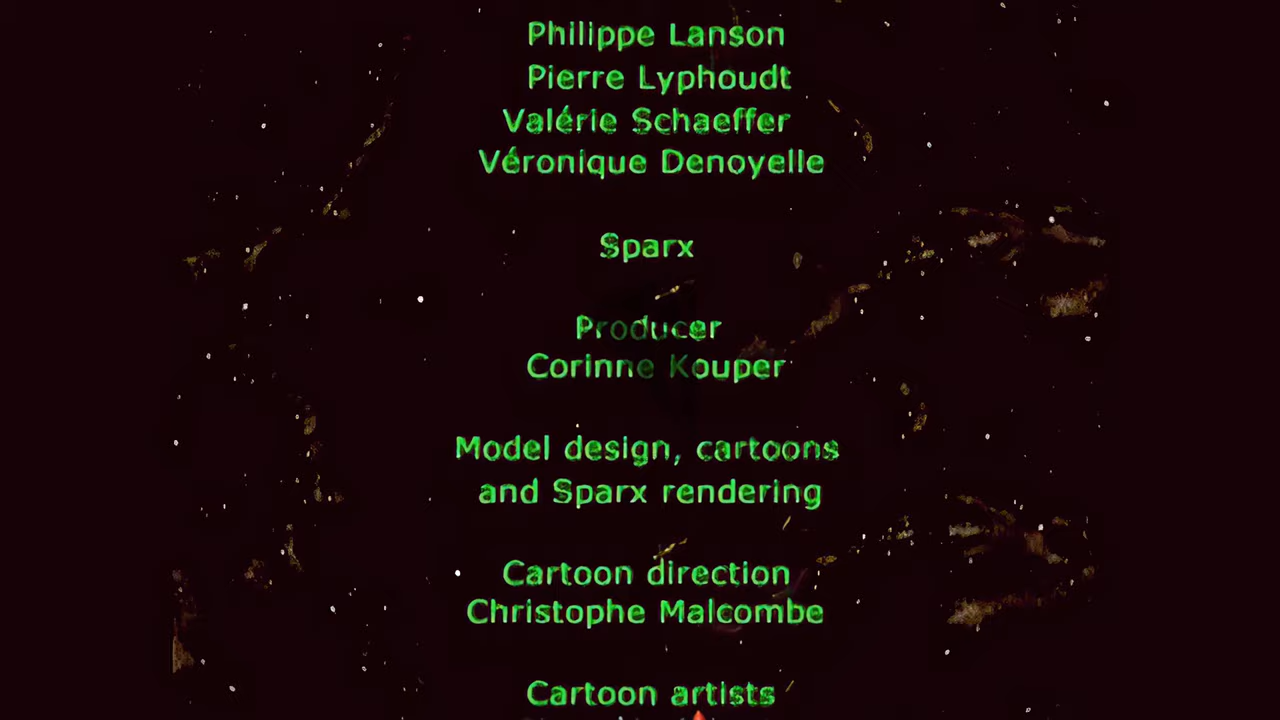 Philippe Lanson
Pierre Lyphoudt
Valérie Schaeffer
Véronique Denoyelle
Sparx
Producer
Corinne Kouper
Model design, cartoons
and Sparx rendering
Cartoon direction
Christophe Malcombe
Cartoon artists